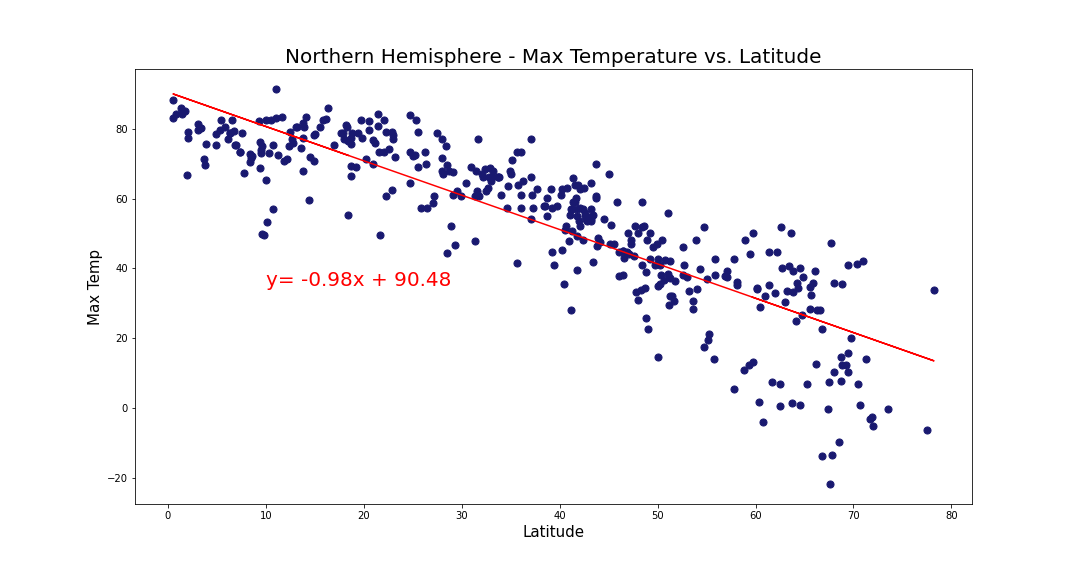 Northern Hemisphere - Max Temperature vs. Latitude
Max Temp
80
60
40
20
0
−20
y= -0.98x + 90.48
0 10 20 30 40 50 60 70 80
Latitude